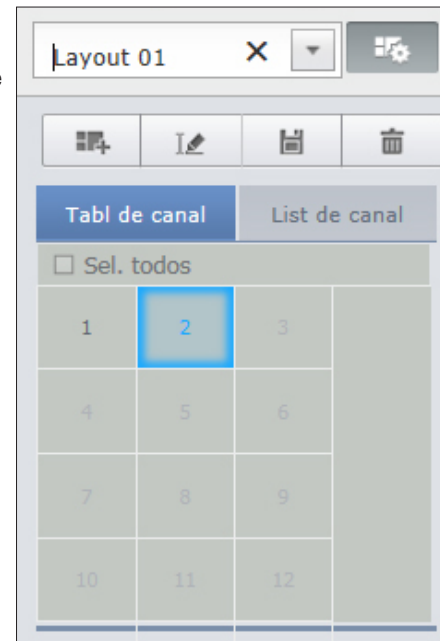 Layout 01
Tabl de canal List de canal
Sel. todos
1 2 3
4 5 6
7 8 9
10 11 12